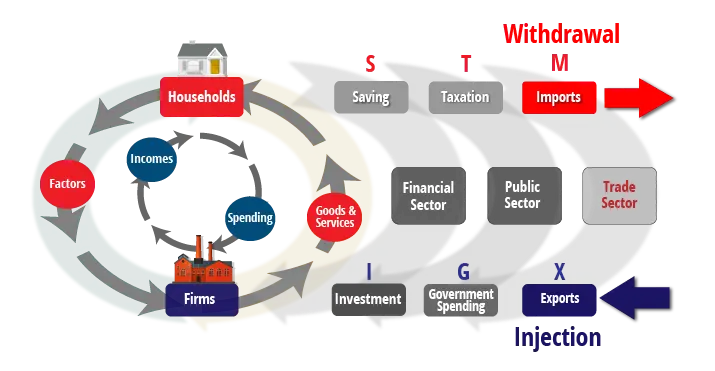 Withdrawal
S T M
Households
Saving
Taxation
Imports
Incomes
Factors
Spending
Goods &
Services
Financial
Sector
Public
Sector
Trade
Sector
I G X
Firms
Investment
Government
Spending
Exports
Injection